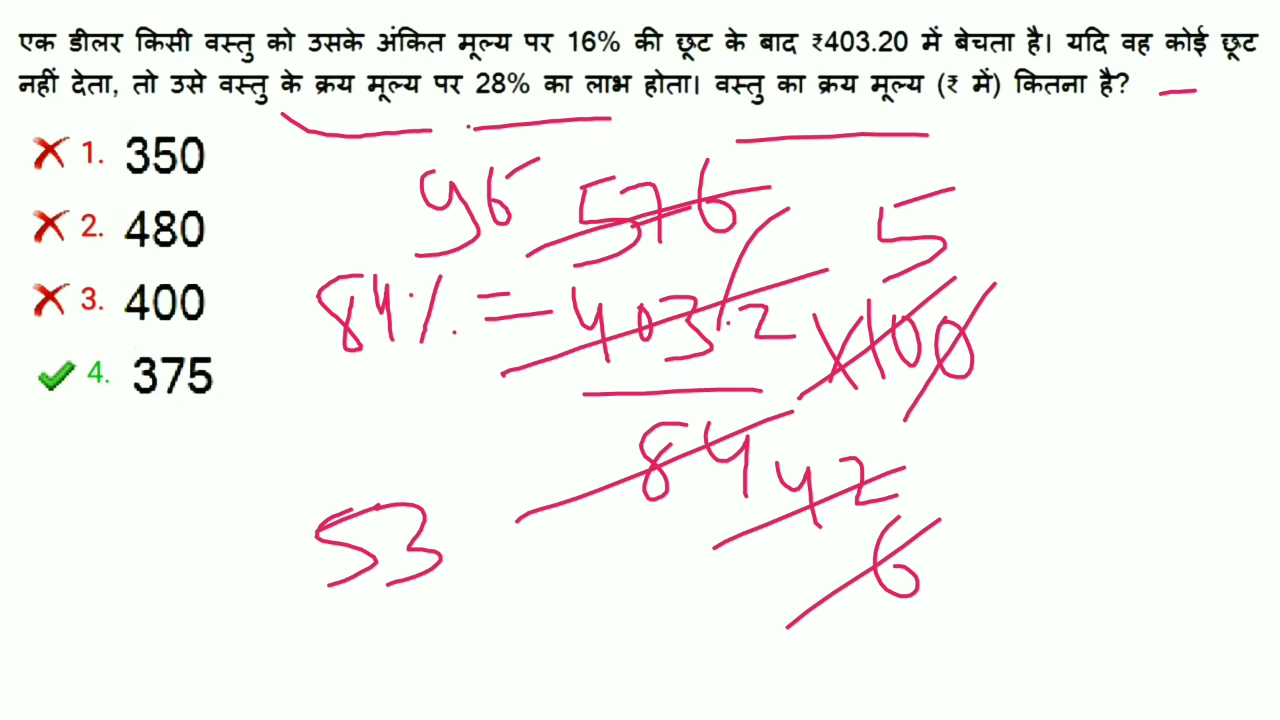 एक डीलर किसी वस्तु को उसके अंकित मूल्य पर 16% की छूट के बाद ₹403.20 में बेचता है। यदि वह कोई छूट
नहीं देता, तो उसे वस्तु के क्रय मूल्य पर 28% का लाभ होता। वस्तु का क्रय मूल्य (₹ में) कितना है?
1. 350
2. 480
3. 400
4. 375
96 576 5
84% = 403.2 × 100
84 42
53 6